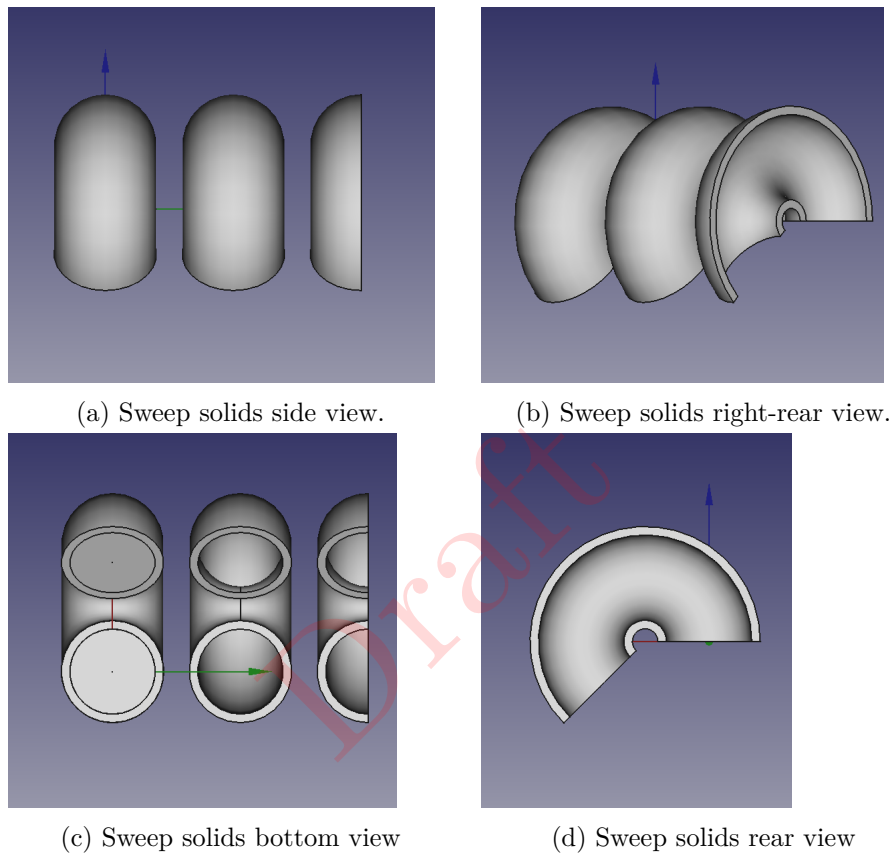 (a) Sweep solids side view.
(b) Sweep solids right-rear view.
(c) Sweep solids bottom view
(d) Sweep solids rear view
Draft